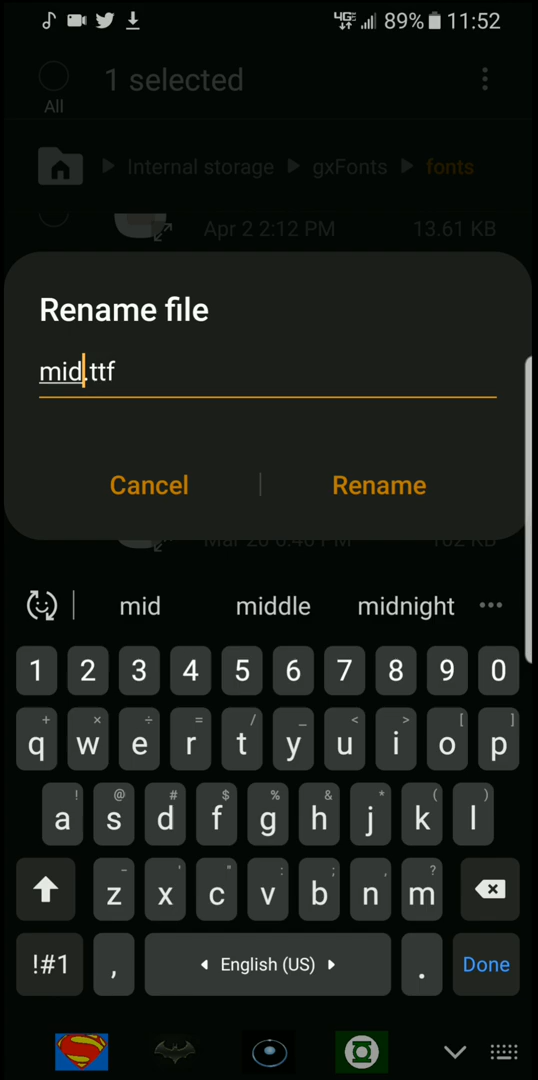 4GE 89% 11:52
1 selected
All
Internal storage gxFonts fonts
Apr 2 2:12 PM 13.61 KB
Rename file
mid.ttf
Cancel | Rename
mid middle midnight
1 2 3 4 5 6 7 8 9 0
+ × ÷ = / _ < > [ ]
q w e r t y u i o p
! @ # $ % & * ( )
a s d f g h j k l
- ' " : ; , ?
z x c v b n m
!#1 , English (US) . Done